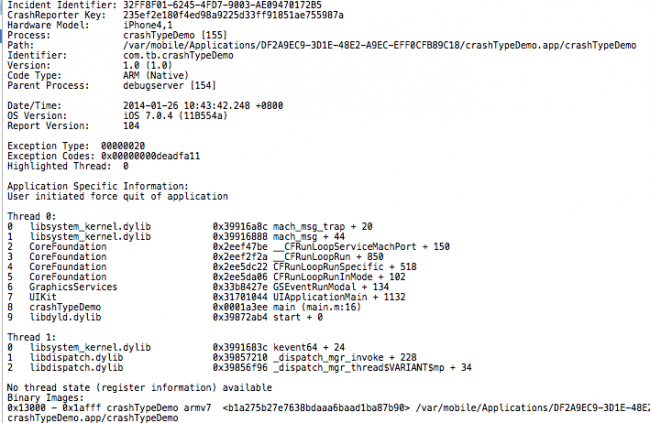 Incident Identifier: 32FF8F01-6245-4FD7-9003-AE09470172B5
CrashReporter Key: 235ef2e180f4ed98a9225d33ff91851ae755987a
Hardware Model: iPhone4,1
Process: crashTypeDemo [155]
Path: /var/mobile/Applications/DF2A9EC9-3D1E-48E2-A9EC-EFF0CFB89C18/crashTypeDemo.app/crashTypeDemo
Identifier: com.tb.crashTypeDemo
Version: 1.0 (1.0)
Code Type: ARM (Native)
Parent Process: debugserver [154]
Date/Time: 2014-01-26 10:43:42.248 +0800
OS Version: iOS 7.0.4 (11B554a)
Report Version: 104
Exception Type: 00000020
Exception Codes: 0x00000000deadfa11
Highlighted Thread: 0
Application Specific Information:
User initiated force quit of application
Thread 0:
0 libsystem_kernel.dylib 0x39916a8c mach_msg_trap + 20
1 libsystem_kernel.dylib 0x39916888 mach_msg + 44
2 CoreFoundation 0x2eef47be __CFRunLoopServiceMachPort + 150
3 CoreFoundation 0x2eef2f2a __CFRunLoopRun + 850
4 CoreFoundation 0x2ee5dc22 CFRunLoopRunSpecific + 518
5 CoreFoundation 0x2ee5da06 CFRunLoopRunInMode + 102
6 GraphicsServices 0x33b8427e GSEventRunModal + 134
7 UIKit 0x31701044 UIApplicationMain + 1132
8 crashTypeDemo 0x0001a3ee main (main.m:16)
9 libdyld.dylib 0x39872ab4 start + 0
Thread 1:
0 libsystem_kernel.dylib 0x3991683c kevent64 + 24
1 libdispatch.dylib 0x39857210 _dispatch_mgr_invoke + 228
2 libdispatch.dylib 0x39856f96 _dispatch_mgr_thread$VARIANT$mp + 34
No thread state (register information) available
Binary Images:
0x13000 - 0x1afff crashTypeDemo armv7 <b1a275b27e7638bdaaa6baad1ba87b90> /var/mobile/Applications/DF2A9EC9-3D1E-48E2
crashTypeDemo.app/crashTypeDemo